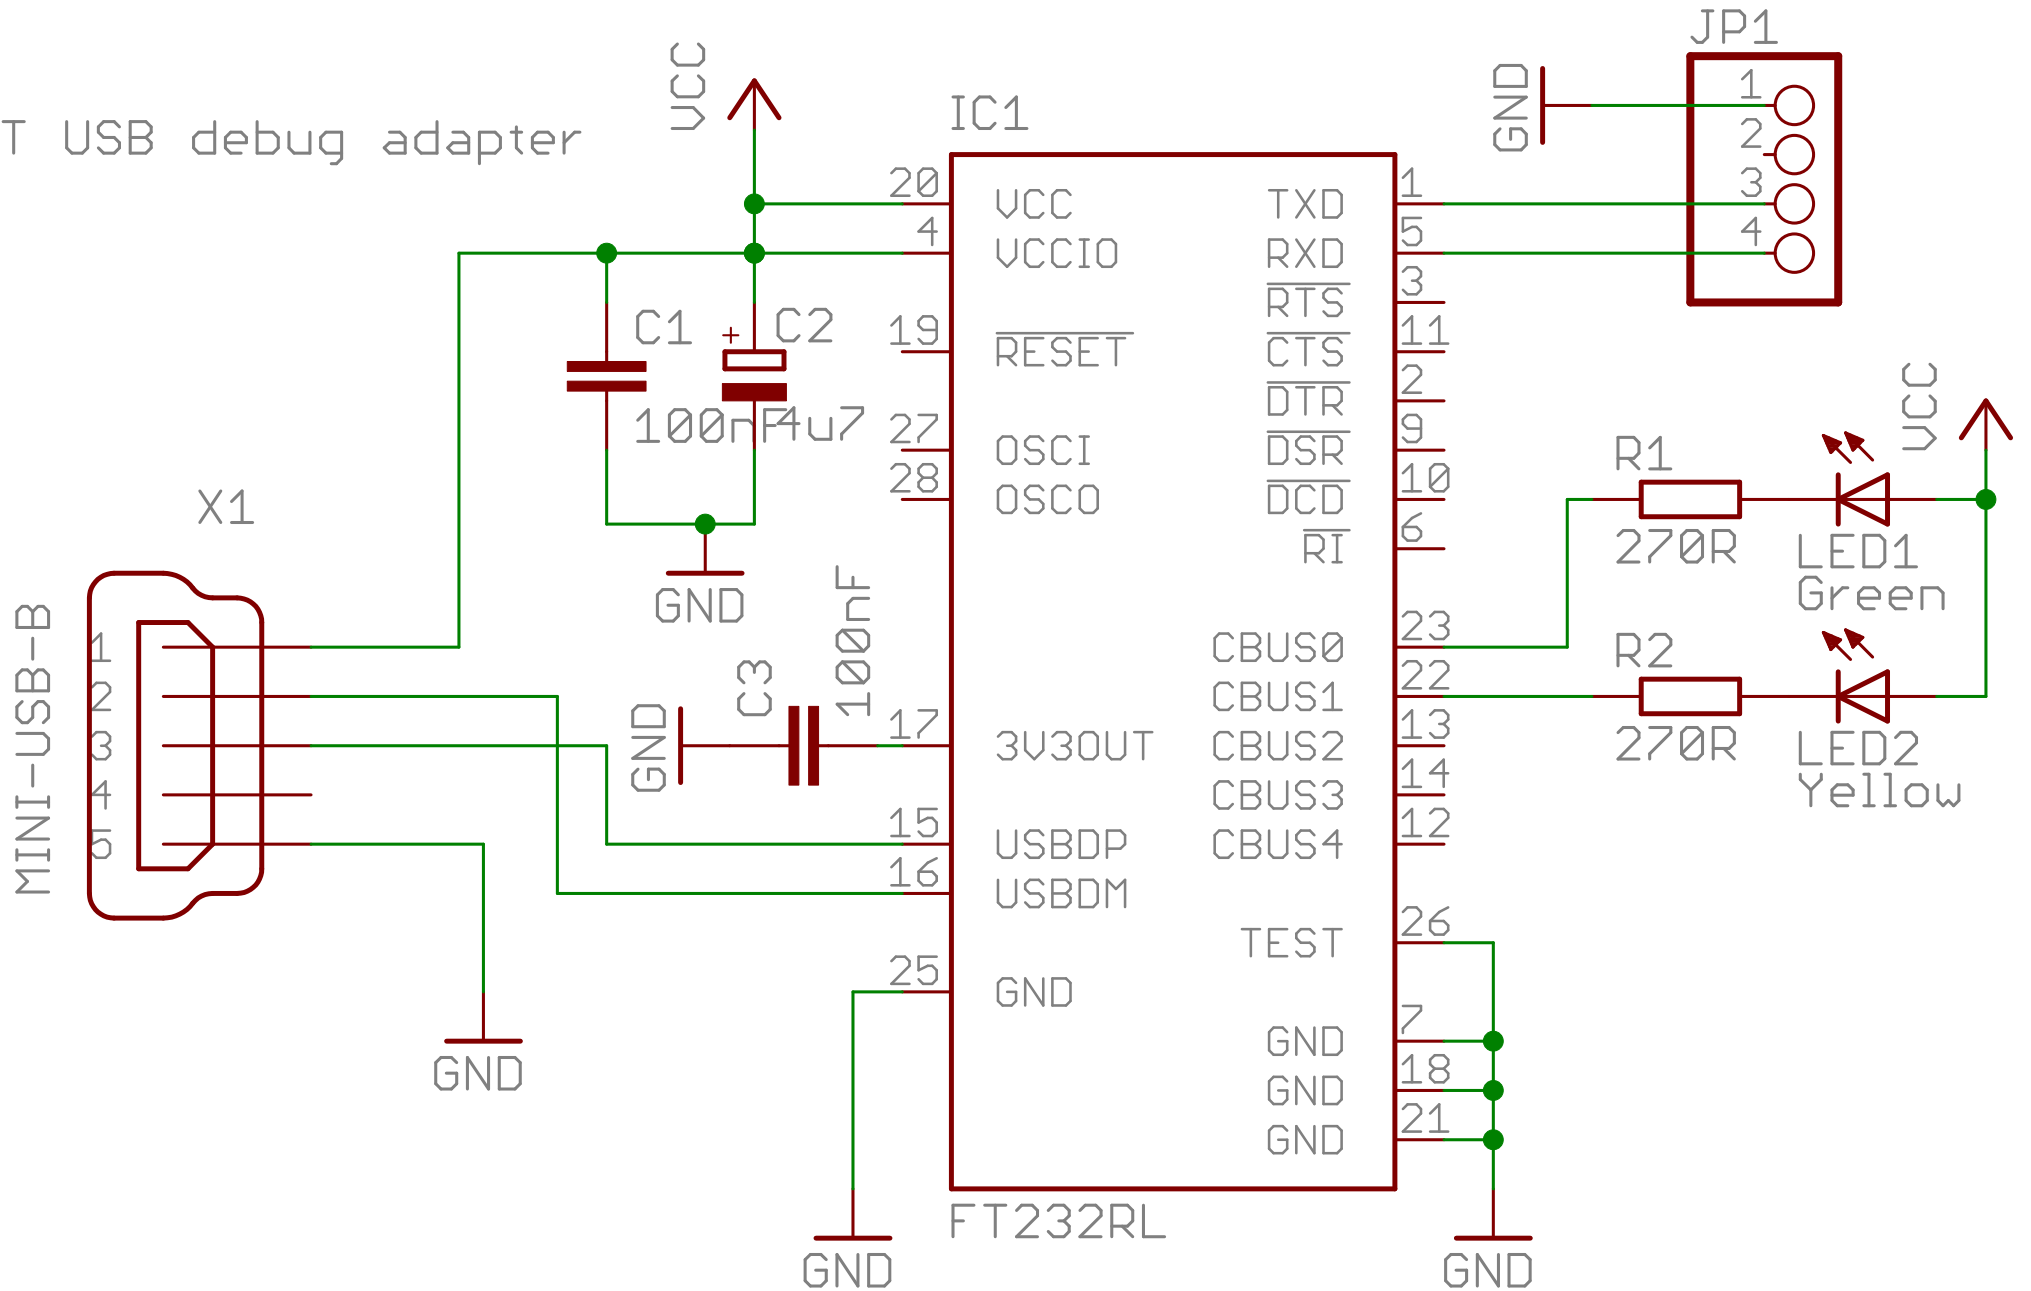 T USB debug adapter
VCC
IC1
JP1
GND
1
2
3
4
20
VCC
TXD
1
4
VCCIO
RXD
5
RTS
3
19
RESET
CTS
11
DTR
2
27
OSCI
DSR
9
28
OSCO
DCD
10
RI
6
C1
100nF
+
C2
4u7
GND
VCC
R1
270R
LED1
Green
R2
270R
LED2
Yellow
X1
MINI-USB-B
1
2
3
4
5
GND
GND
C3
100nF
17
3V3OUT
15
USBDP
16
USBDM
25
GND
CBUS0
23
CBUS1
22
CBUS2
13
CBUS3
14
CBUS4
12
TEST
26
GND
7
GND
18
GND
21
FT232RL
GND
GND